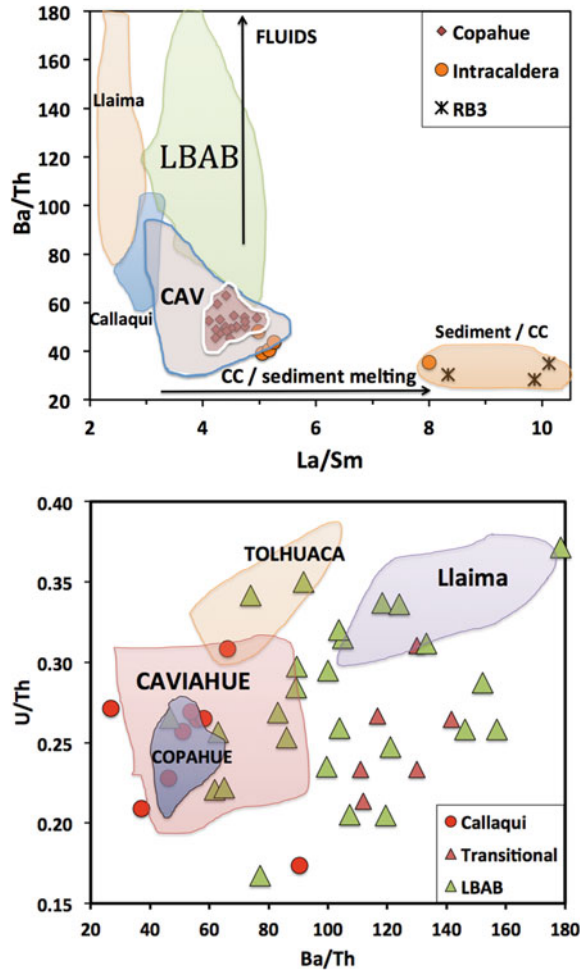 180
160
140
120
100
80
60
40
20
Ba/Th
FLUIDS
Llaima
LBAB
CAV
Callaqui
Sediment / CC
CC / sediment melting
Copahue
Intracaldera
RB3
2 4 6 8 10
La/Sm
0.40
0.35
0.30
0.25
0.20
0.15
U/Th
TOLHUACA
Llaima
CAVIAHUE
COPAHUE
Callaqui
Transitional
LBAB
20 40 60 80 100 120 140 160 180
Ba/Th